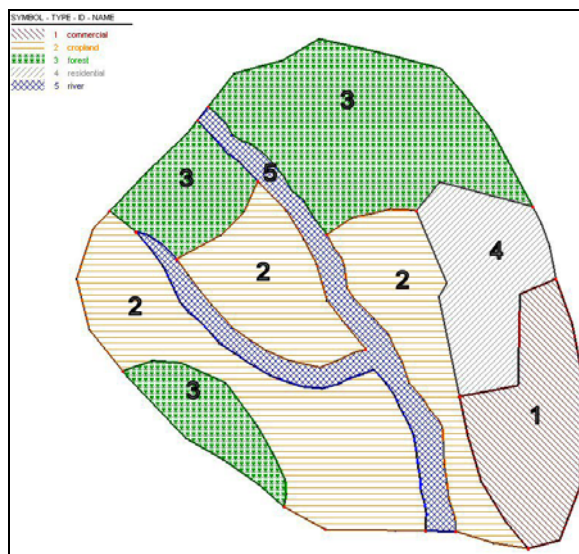 SYMBOL - TYPE - ID - NAME
1 commercial
2 cropland
3 forest
4 residential
5 river
3
3
5
4
2
2
2
3
1